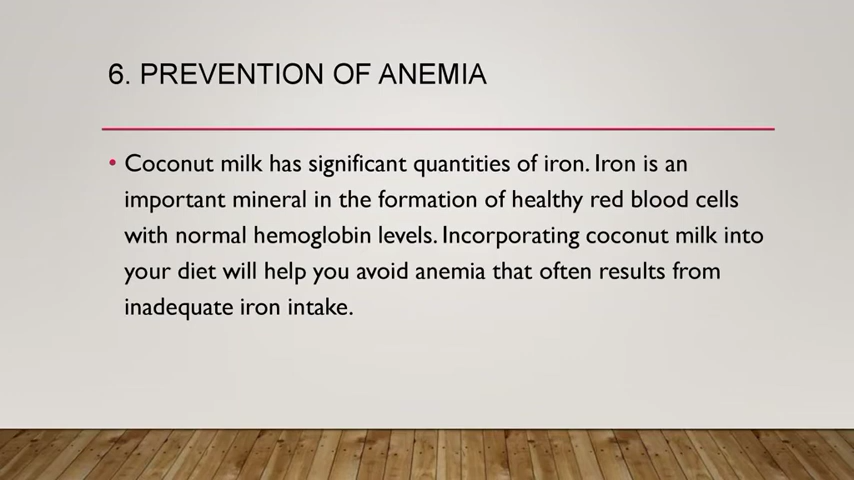 6. PREVENTION OF ANEMIA
• Coconut milk has significant quantities of iron. Iron is an
important mineral in the formation of healthy red blood cells
with normal hemoglobin levels. Incorporating coconut milk into
your diet will help you avoid anemia that often results from
inadequate iron intake.